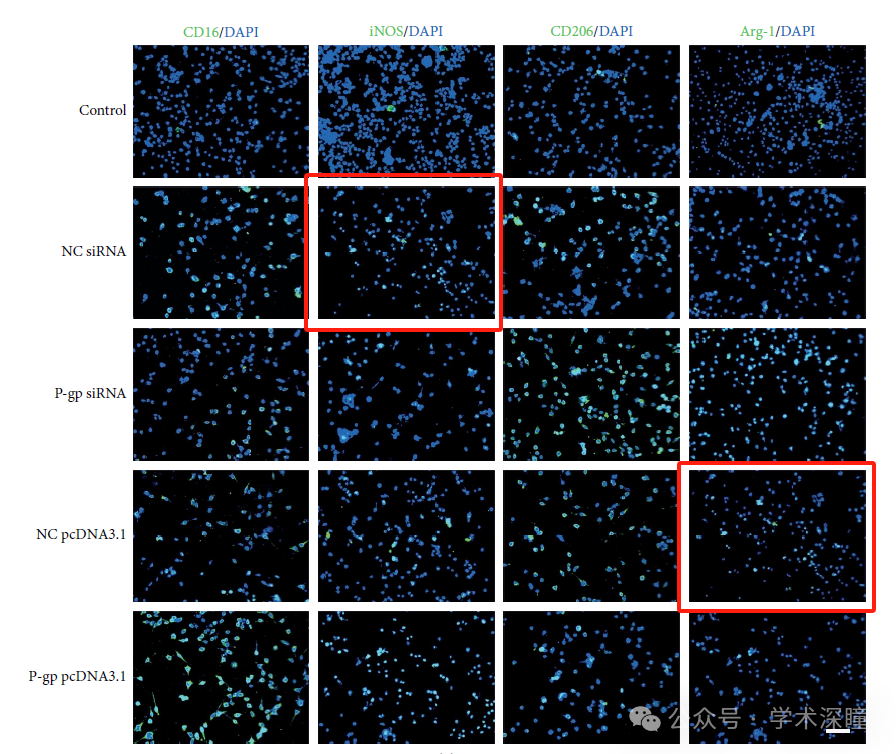 CD16/DAPI iNOS/DAPI CD206/DAPI Arg-1/DAPI
Control
NC siRNA
P-gp siRNA
NC pcDNA3.1
P-gp pcDNA3.1
公众号 · 学术深瞳